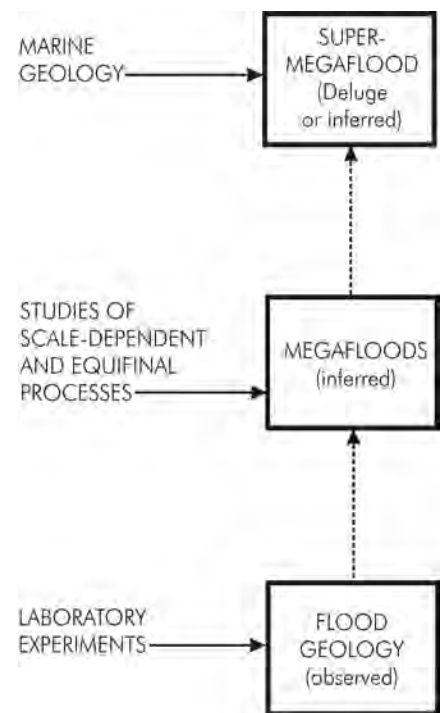 MARINE
GEOLOGY
SUPER-
MEGAFLOOD
(Deluge
or inferred)
STUDIES OF
SCALE-DEPENDENT
AND EQUIFINAL
PROCESSES
MEGAFLOODS
(inferred)
LABORATORY
EXPERIMENTS
FLOOD
GEOLOGY
(observed)